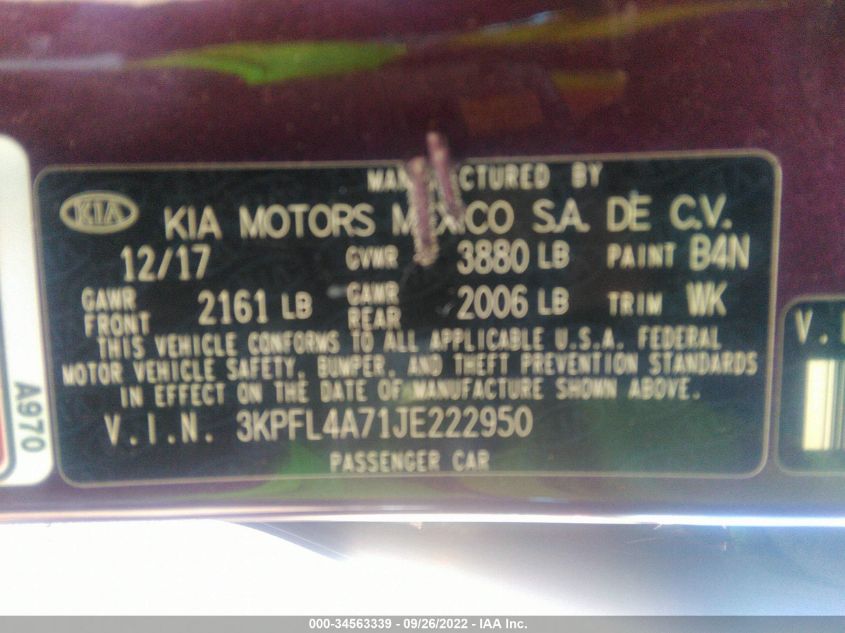 MANUFACTURED BY
KIA
KIA MOTORS MEXICO S.A. DE C.V.
12/17 GVWR 3880 LB PAINT B4N
GAWR FRONT 2161 LB GAWR REAR 2006 LB TRIM WK
THIS VEHICLE CONFORMS TO ALL APPLICABLE U.S.A. FEDERAL
MOTOR VEHICLE SAFETY, BUMPER, AND THEFT PREVENTION STANDARDS
IN EFFECT ON THE DATE OF MANUFACTURE SHOWN ABOVE.
V.I.N. 3KPFL4A71JE222950
PASSENGER CAR
A970
V.
000-34563339 - 09/26/2022 - IAA Inc.